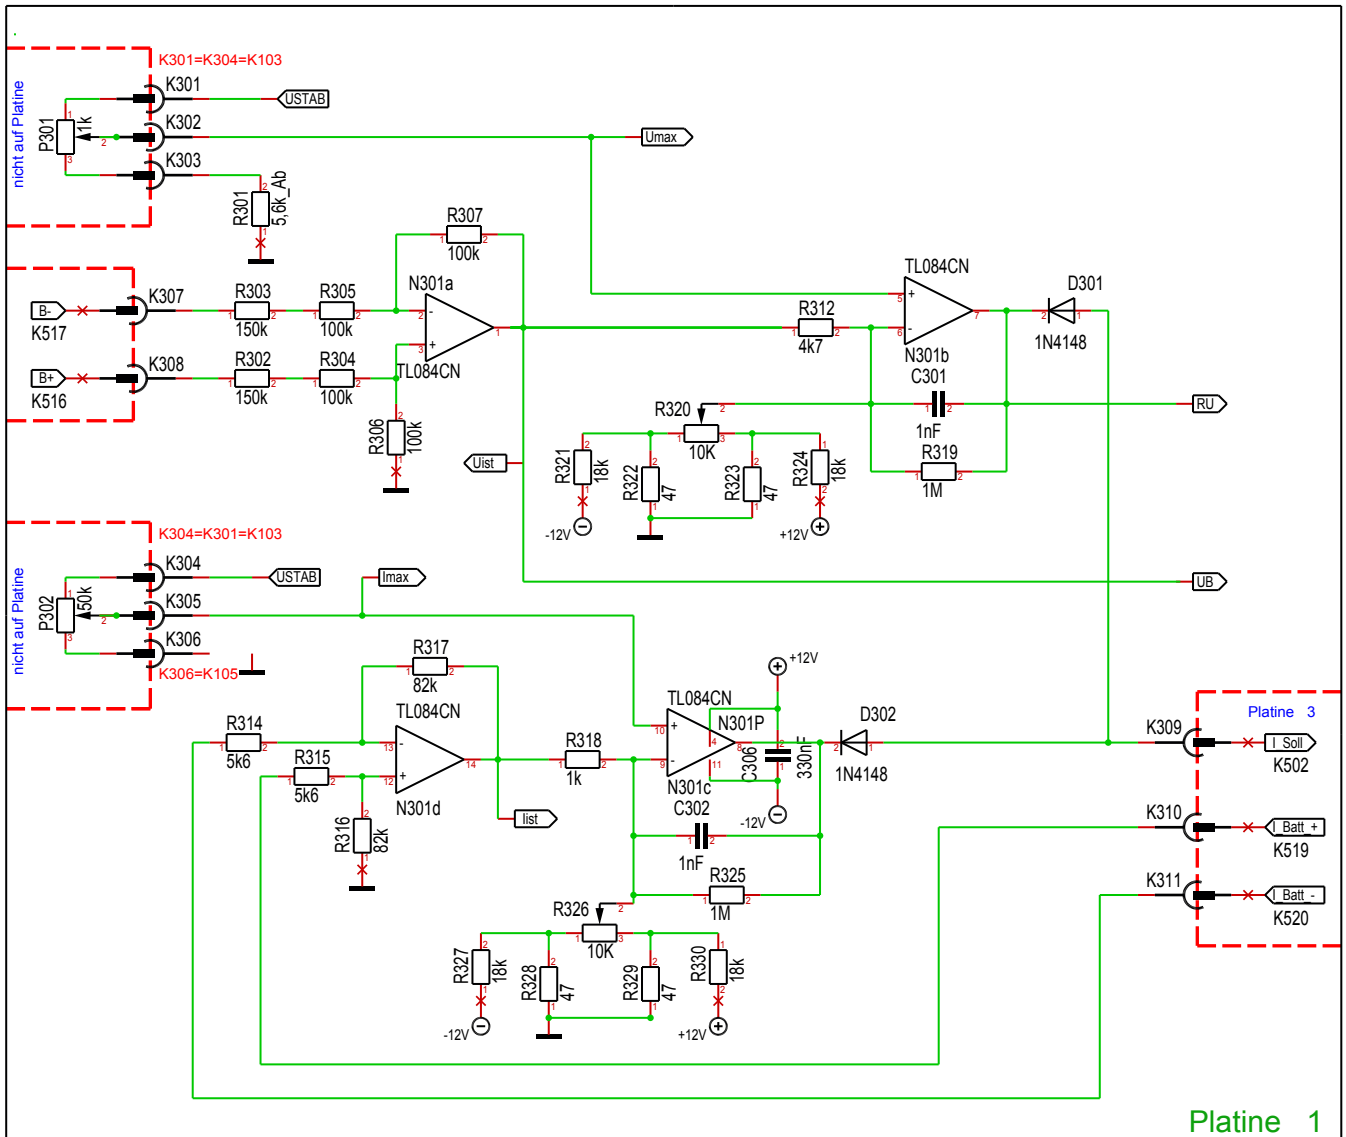 K301=K304=K103
nicht auf Platine
K301
USTAB
P301
1k
K302
Umax
K303
R301
5,6k_Ab
1
2
3
R307
100k
N301a
TL084CN
B-
K517
K307
R303
150k
R305
100k
B+
K516
K308
R302
150k
R304
100k
R306
100k
Uist
TL084CN
N301b
R312
4k7
D301
1N4148
C301
1nF
RU
R319
1M
R320
10K
R321
18k
R322
47
R323
47
R324
18k
-12V
+12V
UB
K304=K301=K103
nicht auf Platine
K304
USTAB
P302
50k
K305
Imax
K306
K306=K105
R317
82k
TL084CN
N301d
R314
5k6
R315
5k6
R316
82k
R318
1k
Iist
TL084CN
N301P
N301c
+12V
C306
330nF
-12V
D302
1N4148
C302
1nF
R325
1M
R326
10K
R327
18k
R328
47
R329
47
R330
18k
-12V
+12V
Platine 3
K309
I_Soll
K502
K310
I_Batt_+
K519
K311
I_Batt_-
K520
Platine 1